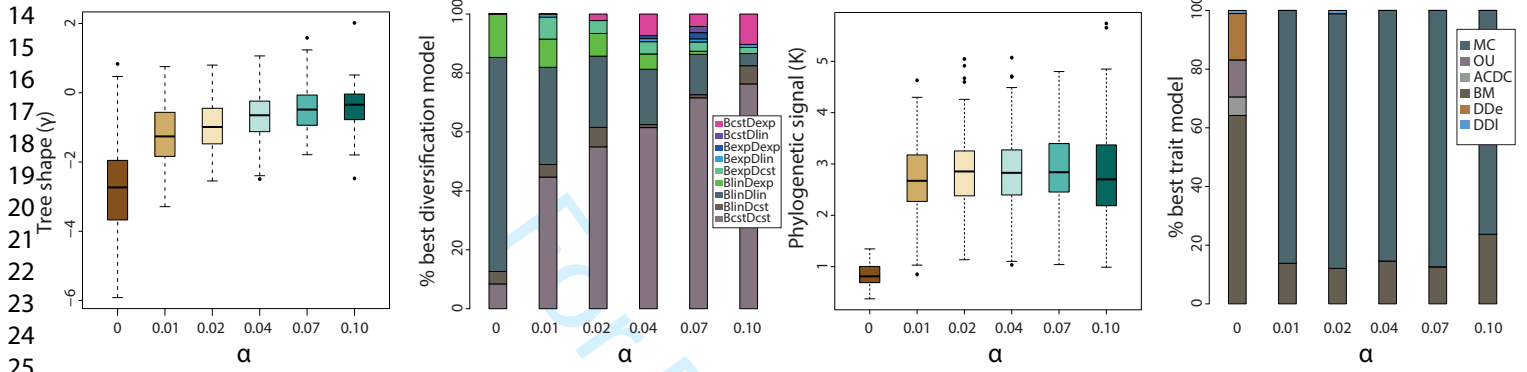 14
15
16
17
18
19
20
21
22
23
24
25
Tree shape (γ)
2
0
−2
−4
−6
0 0.01 0.02 0.04 0.07 0.10
α
% best diversification model
100
80
60
40
20
0
BcstDexp
BcstDlin
BexpDexp
BexpDlin
BexpDcst
BlinDexp
BlinDlin
BlinDcst
BcstDcst
0 0.01 0.02 0.04 0.07 0.10
α
For
Phylogenetic signal (K)
5
4
3
2
1
0 0.01 0.02 0.04 0.07 0.10
α
% best trait model
100
80
60
40
20
0
MC
OU
ACDC
BM
DDe
DDl
0 0.01 0.02 0.04 0.07 0.10
α